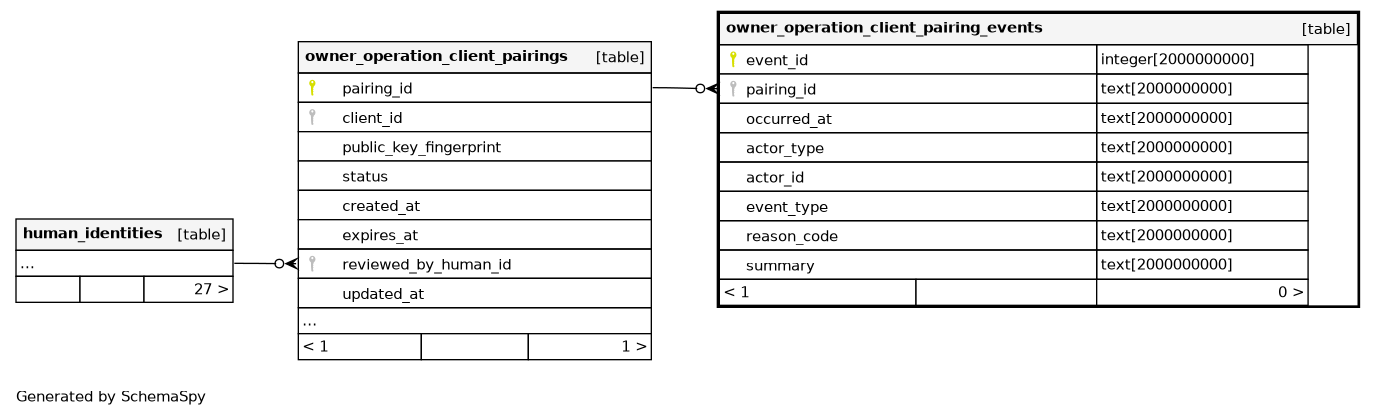 owner_operation_client_pairing_events [table]
event_id integer[2000000000]
pairing_id text[2000000000]
occurred_at text[2000000000]
actor_type text[2000000000]
actor_id text[2000000000]
event_type text[2000000000]
reason_code text[2000000000]
summary text[2000000000]
< 1 0 >
owner_operation_client_pairings [table]
pairing_id
client_id
public_key_fingerprint
status
created_at
expires_at
reviewed_by_human_id
updated_at
...
< 1 1 >
human_identities [table]
...
27 >
Generated by SchemaSpy